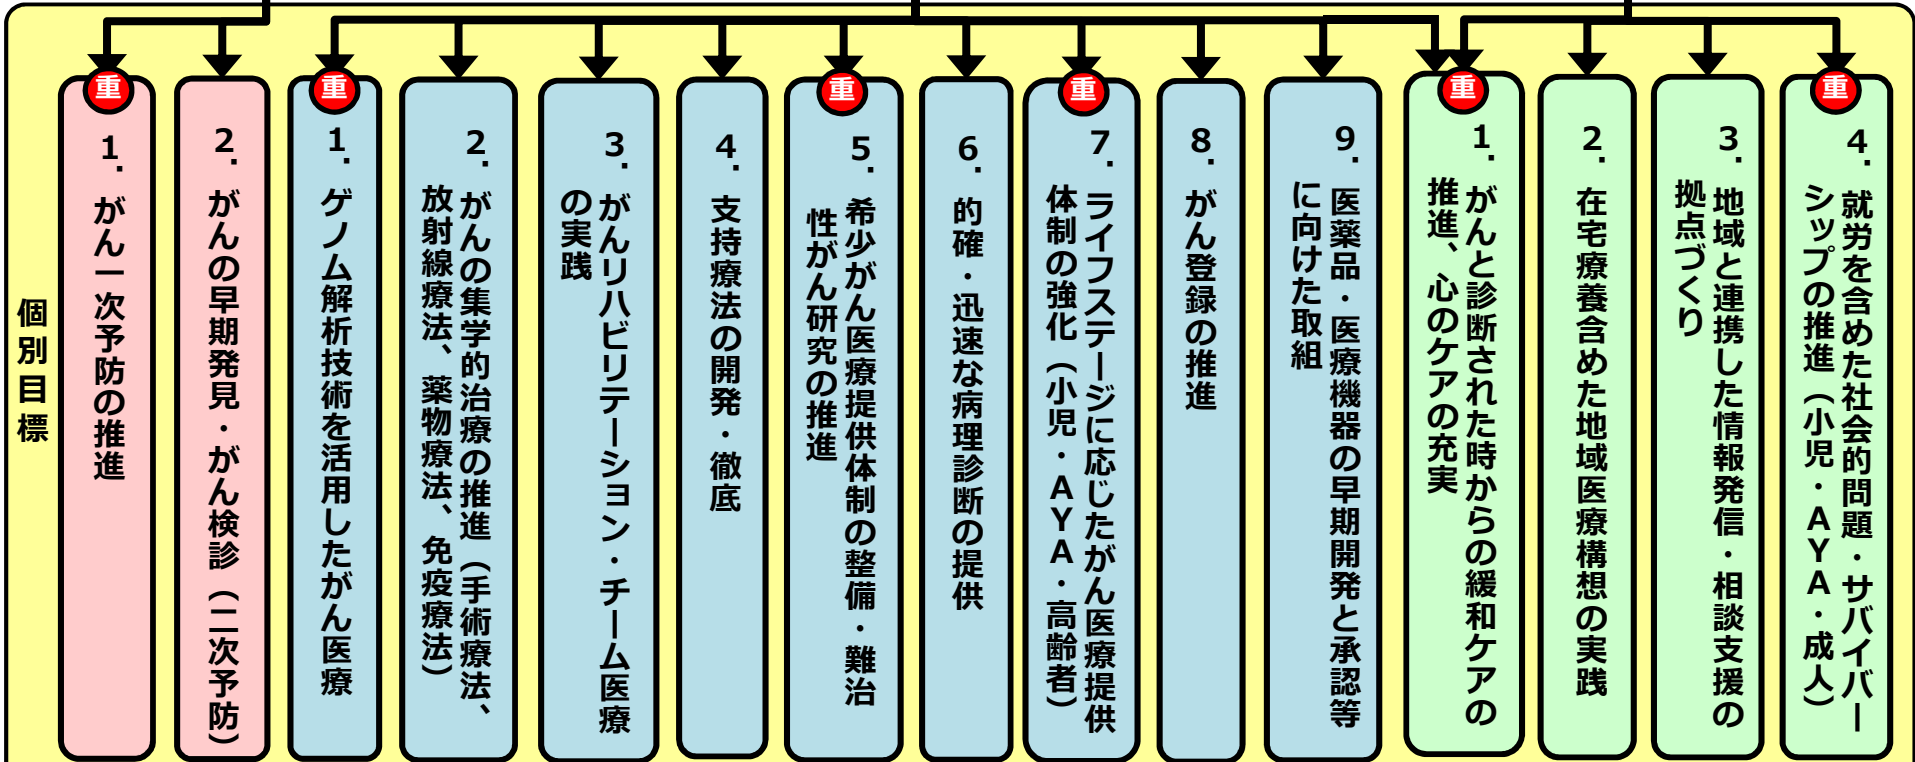 個別目標
重
1．がん一次予防の推進
2．がんの早期発見・がん検診（二次予防）
重
1．ゲノム解析技術を活用したがん医療
2．がんの集学的治療の推進（手術療法、
放射線療法、薬物療法、免疫療法）
3．がんリハビリテーション・チーム医療
の実践
4．支持療法の開発・徹底
重
5．希少がん医療提供体制の整備・難治
性がん研究の推進
6．的確・迅速な病理診断の提供
重
7．ライフステージに応じたがん医療提供
体制の強化（小児・AYA・高齢者）
8．がん登録の推進
9．医薬品・医療機器の早期開発と承認等
に向けた取組
重
1．がんと診断された時からの緩和ケアの
推進、心のケアの充実
2．在宅療養含めた地域医療構想の実践
3．地域と連携した情報発信・相談支援の
拠点づくり
重
4．就労を含めた社会的問題・サバイバー
シップの推進（小児・AYA・成人）